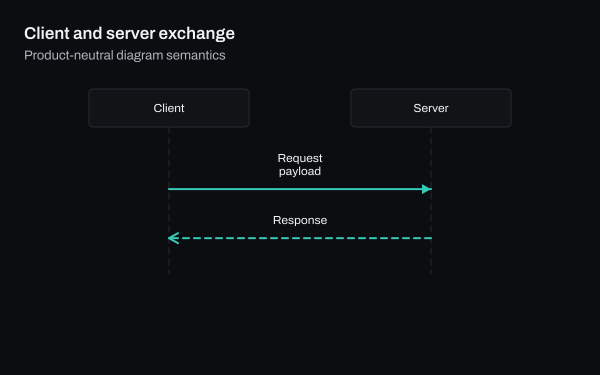 Client and server exchange
Product-neutral diagram semantics
Client
Server
Request
payload
Response